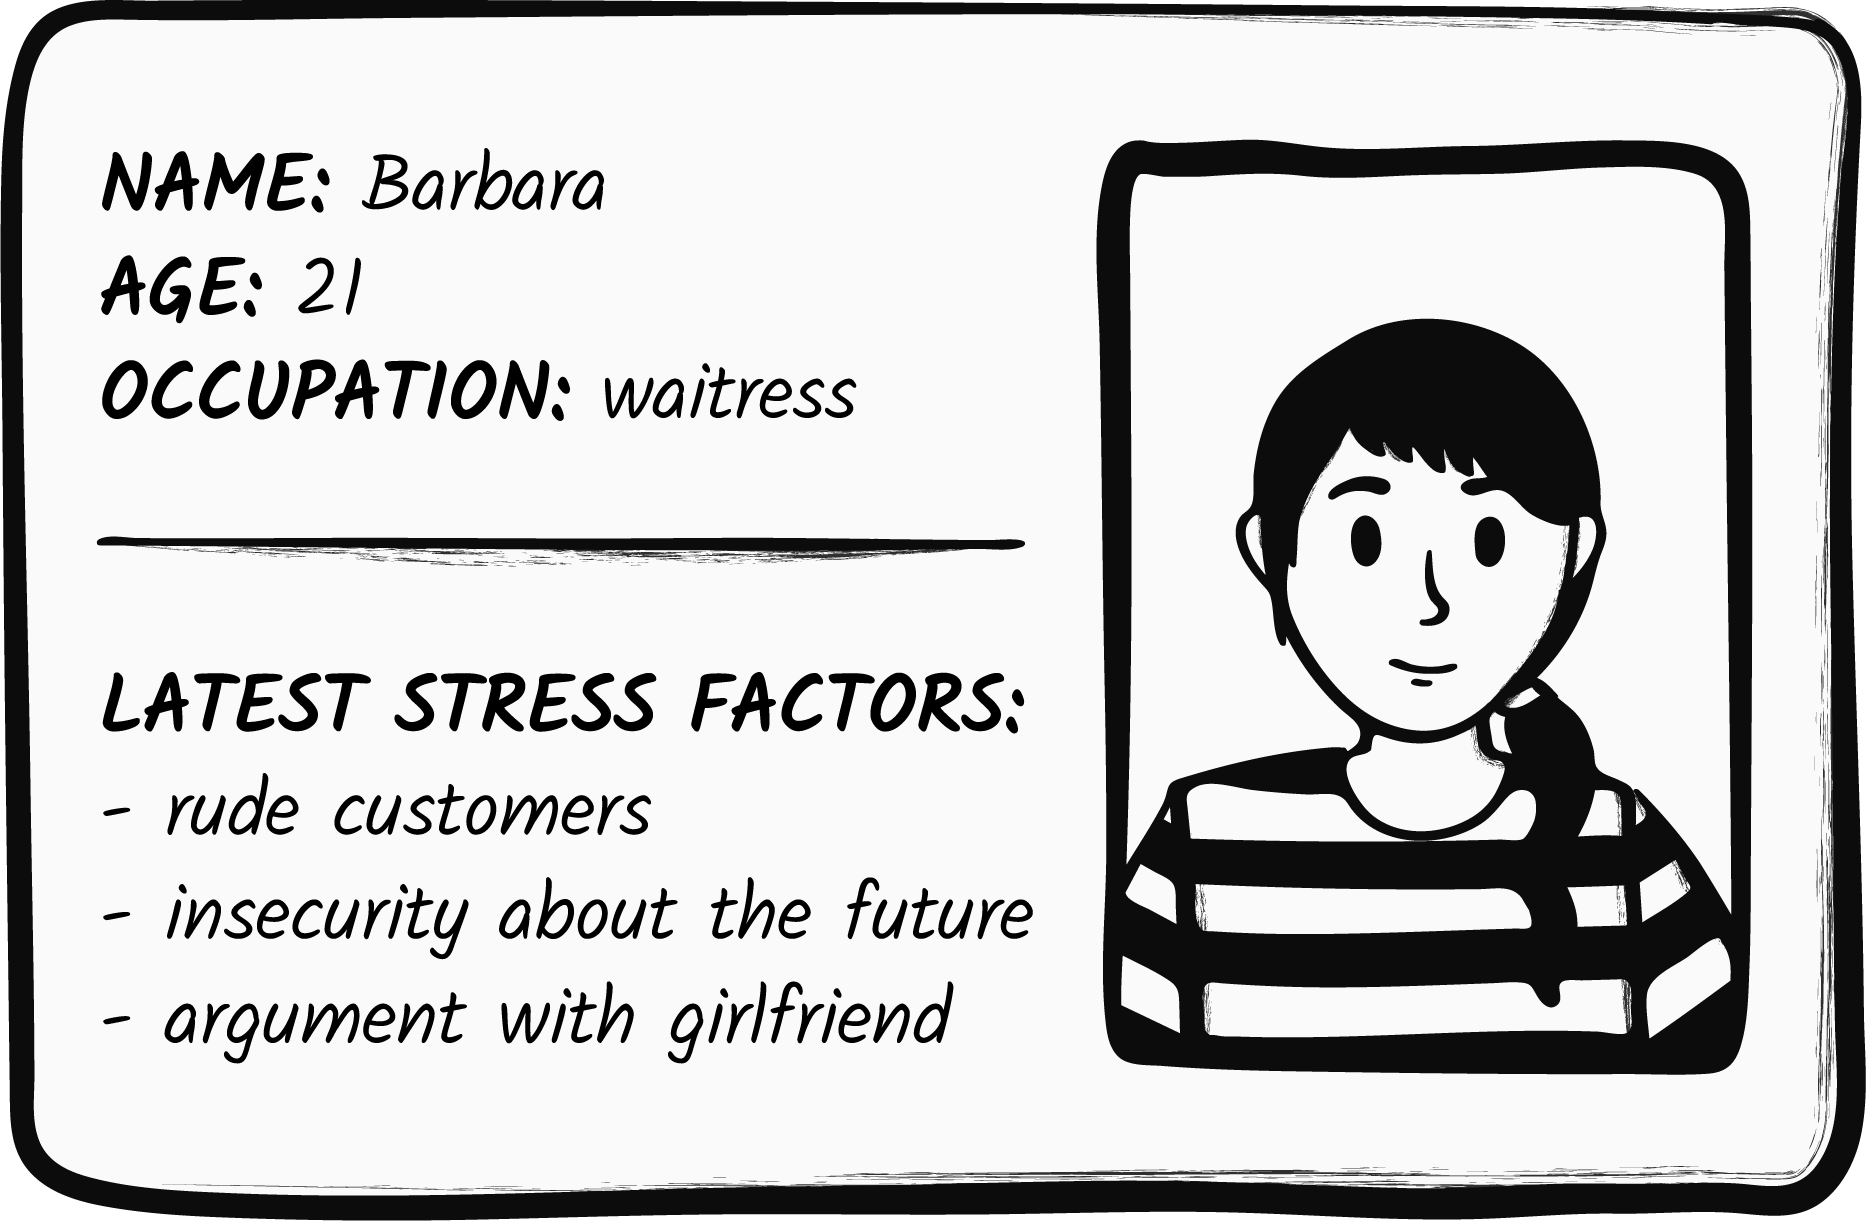 NAME: Barbara
AGE: 21
OCCUPATION: waitress
LATEST STRESS FACTORS:
- rude customers
- insecurity about the future
- argument with girlfriend